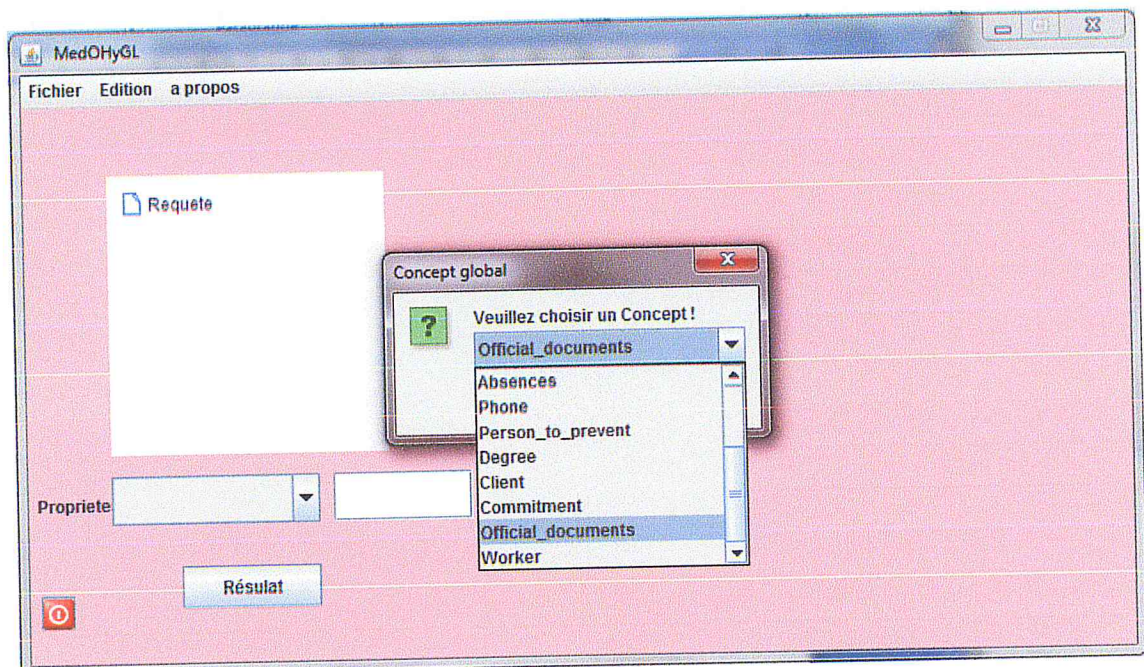 MedOHyGL
Fichier Edition a propos
Requete
Concept global
Veuillez choisir un Concept !
Official_documents
Absences
Phone
Person_to_prevent
Degree
Client
Commitment
Official_documents
Worker
Propriete
Résulat